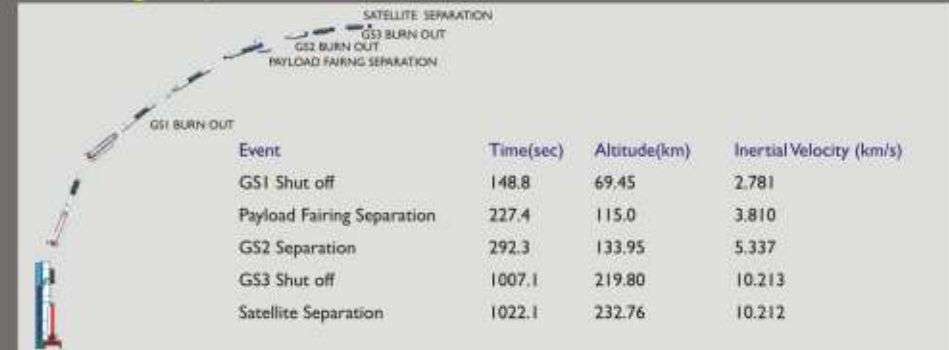 SATELLITE SEPARATION
GS3 BURN OUT
GS2 BURN OUT
PAYLOAD FAIRNG SEPARATION
GS1 BURN OUT
Event Time(sec) Altitude(km) Inertial Velocity (km/s)
GS1 Shut off 148.8 69.45 2.781
Payload Fairing Separation 227.4 115.0 3.810
GS2 Separation 292.3 133.95 5.337
GS3 Shut off 1007.1 219.80 10.213
Satellite Separation 1022.1 232.76 10.212